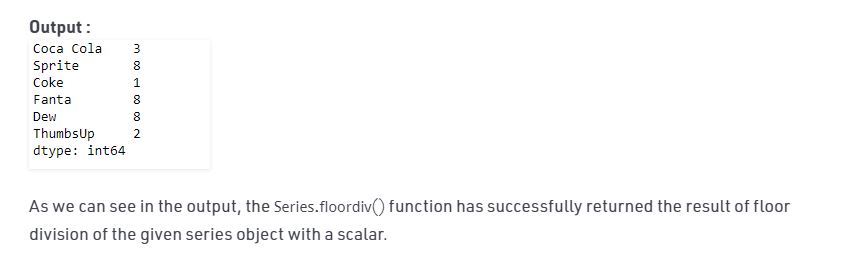 Output :
Coca Cola    3
Sprite       8
Coke         1
Fanta        8
Dew          8
ThumbsUp     2
dtype: int64
As we can see in the output, the Series.floordiv() function has successfully returned the result of floor
division of the given series object with a scalar.